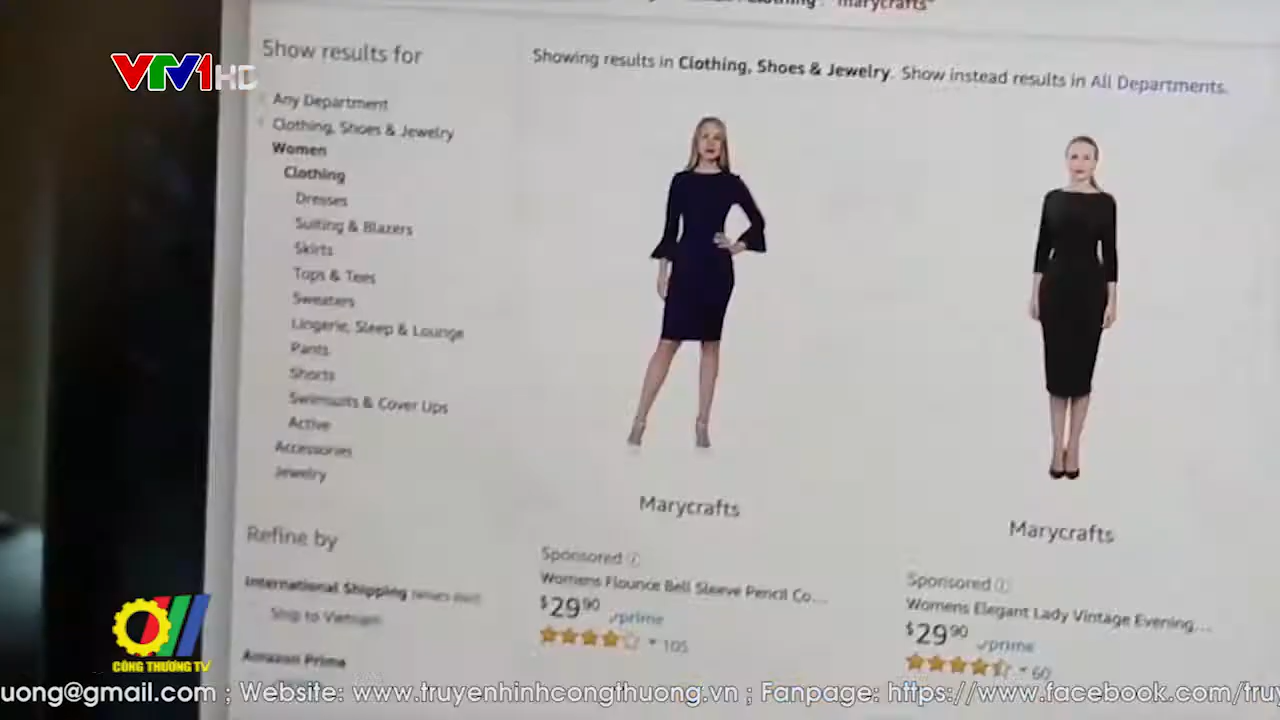 Clothing : "marycrafts"
VTV1 HD
Show results for
Any Department
Clothing, Shoes & Jewelry
Women
Clothing
Dresses
Suiting & Blazers
Skirts
Tops & Tees
Sweaters
Lingerie, Sleep & Lounge
Pants
Shorts
Swimsuits & Cover Ups
Active
Accessories
Jewelry
Refine by
International Shipping
Ship to Vietnam
Amazon Prime
Showing results in Clothing, Shoes & Jewelry. Show instead results in All Departments.
Marycrafts
Sponsored
Womens Flounce Bell Sleeve Pencil Co...
$29.90 prime
105
Marycrafts
Sponsored
Womens Elegant Lady Vintage Evening...
$29.90 prime
60
CÔNG THƯƠNG TV
uong@gmail.com ; Website: www.truyenhinhcongthuong.vn ; Fanpage: https://www.facebook.com/truy